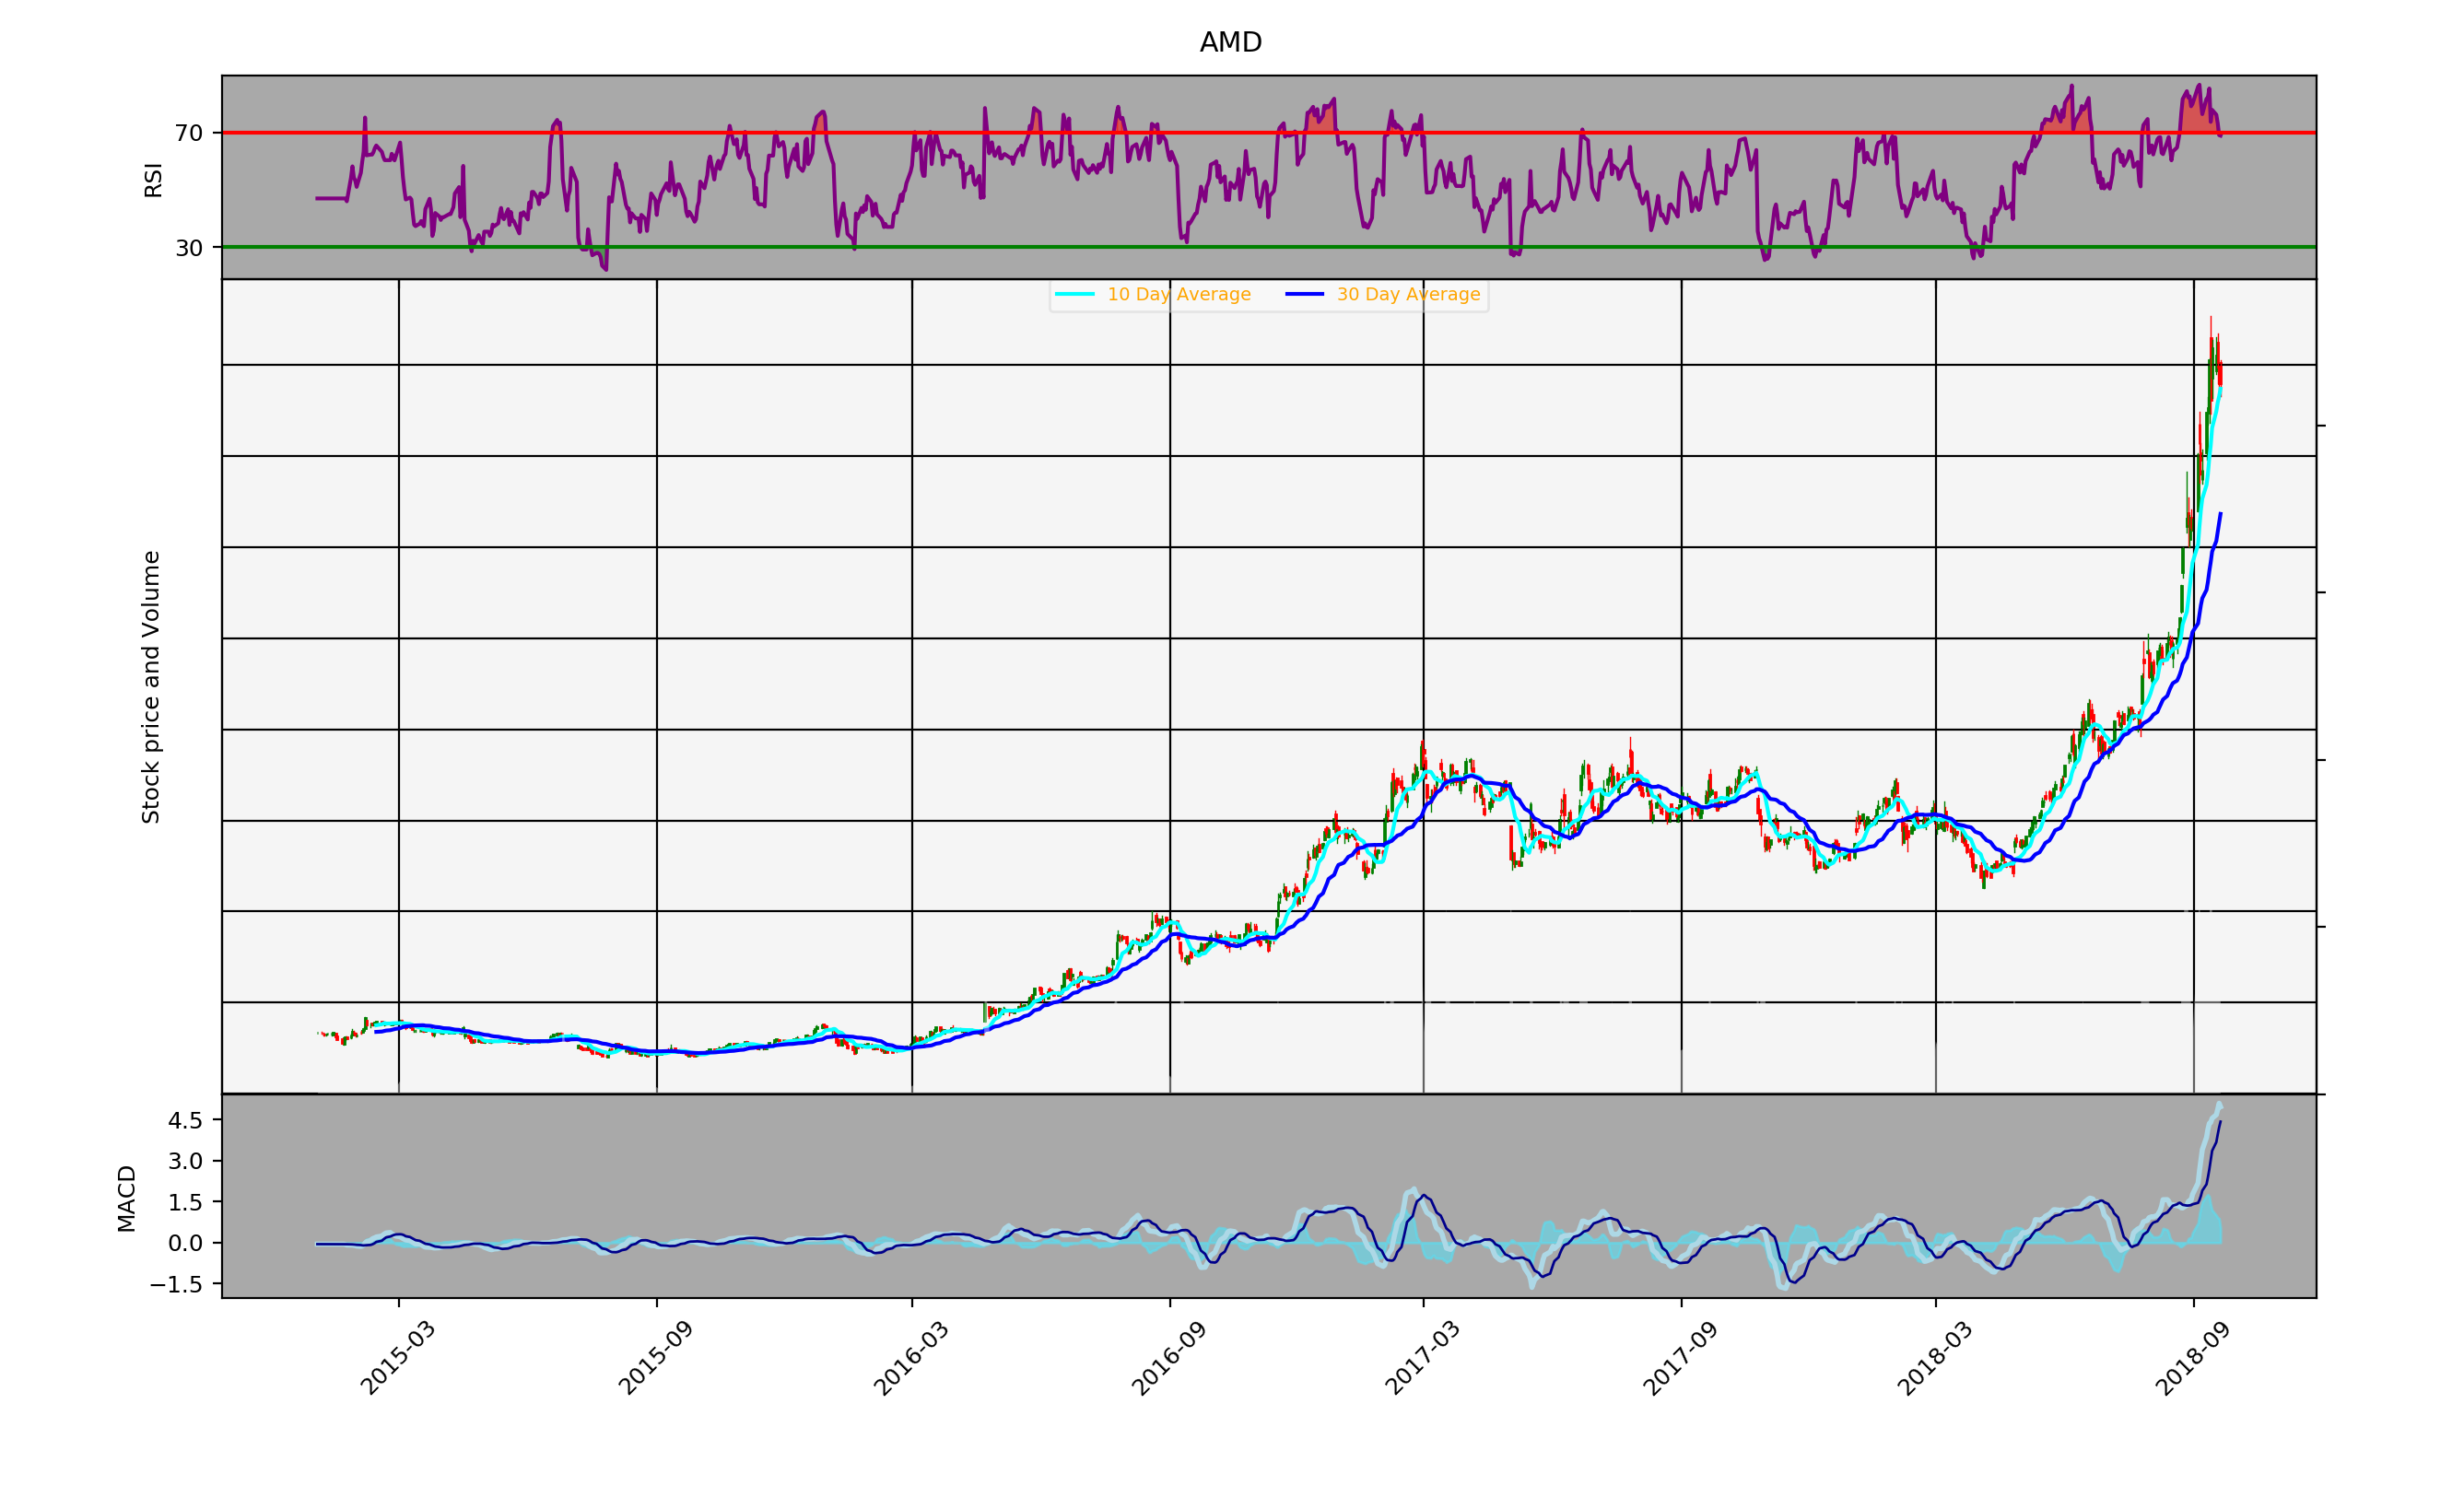 AMD
RSI
70
30
10 Day Average 30 Day Average
Stock price and Volume
MACD
4.5
3.0
1.5
0.0
−1.5
2015-03 2015-09 2016-03 2016-09 2017-03 2017-09 2018-03 2018-09